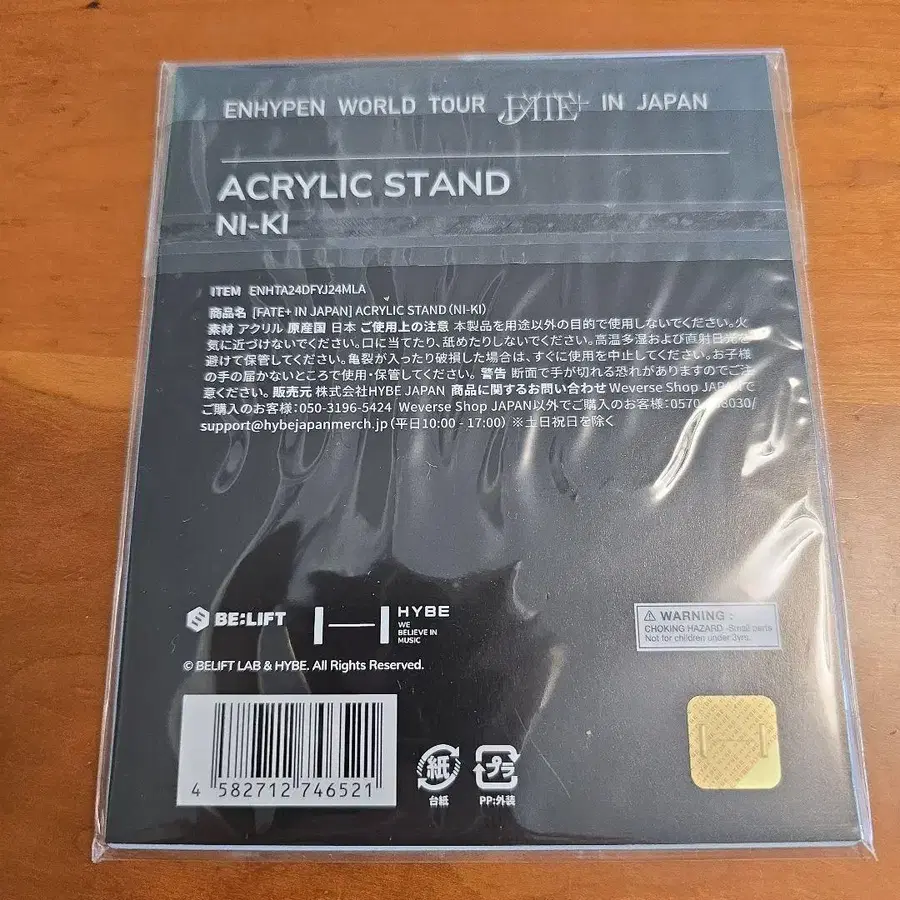 ENHYPEN WORLD TOUR FATE+ IN JAPAN
ACRYLIC STAND
NI-KI
ITEM ENHTA24DFYJ24MLA
商品名 [FATE+ IN JAPAN] ACRYLIC STAND (NI-KI)
素材 アクリル 原産国 日本 ご使用上の注意 本製品を用途以外の目的で使用しないでください。火
気に近づけないでください。口に当てたり、舐めたりしないでください。高温多湿および直射日光を
避けて保管してください。亀裂が入ったり破損した場合は、すぐに使用を中止してください。お子様
の手の届かないところで使用・保管してください。 警告 断面で手が切れる恐れがありますのでご注
意ください。 販売元 株式会社HYBE JAPAN 商品に関するお問い合わせ Weverse Shop JAPANで
ご購入のお客様：050-3196-5424 Weverse Shop JAPAN以外でご購入のお客様：
support@hybejapanmerch.jp (平日10:00 - 17:00) ※土日祝日を除く
BE:LIFT
HYBE
WE
BELIEVE IN
MUSIC
WARNING :
CHOKING HAZARD -Small parts
Not for children under 3yrs.
© BELIFT LAB & HYBE. All Rights Reserved.
4 582712 746521
紙
台紙
プラ
PP:外装